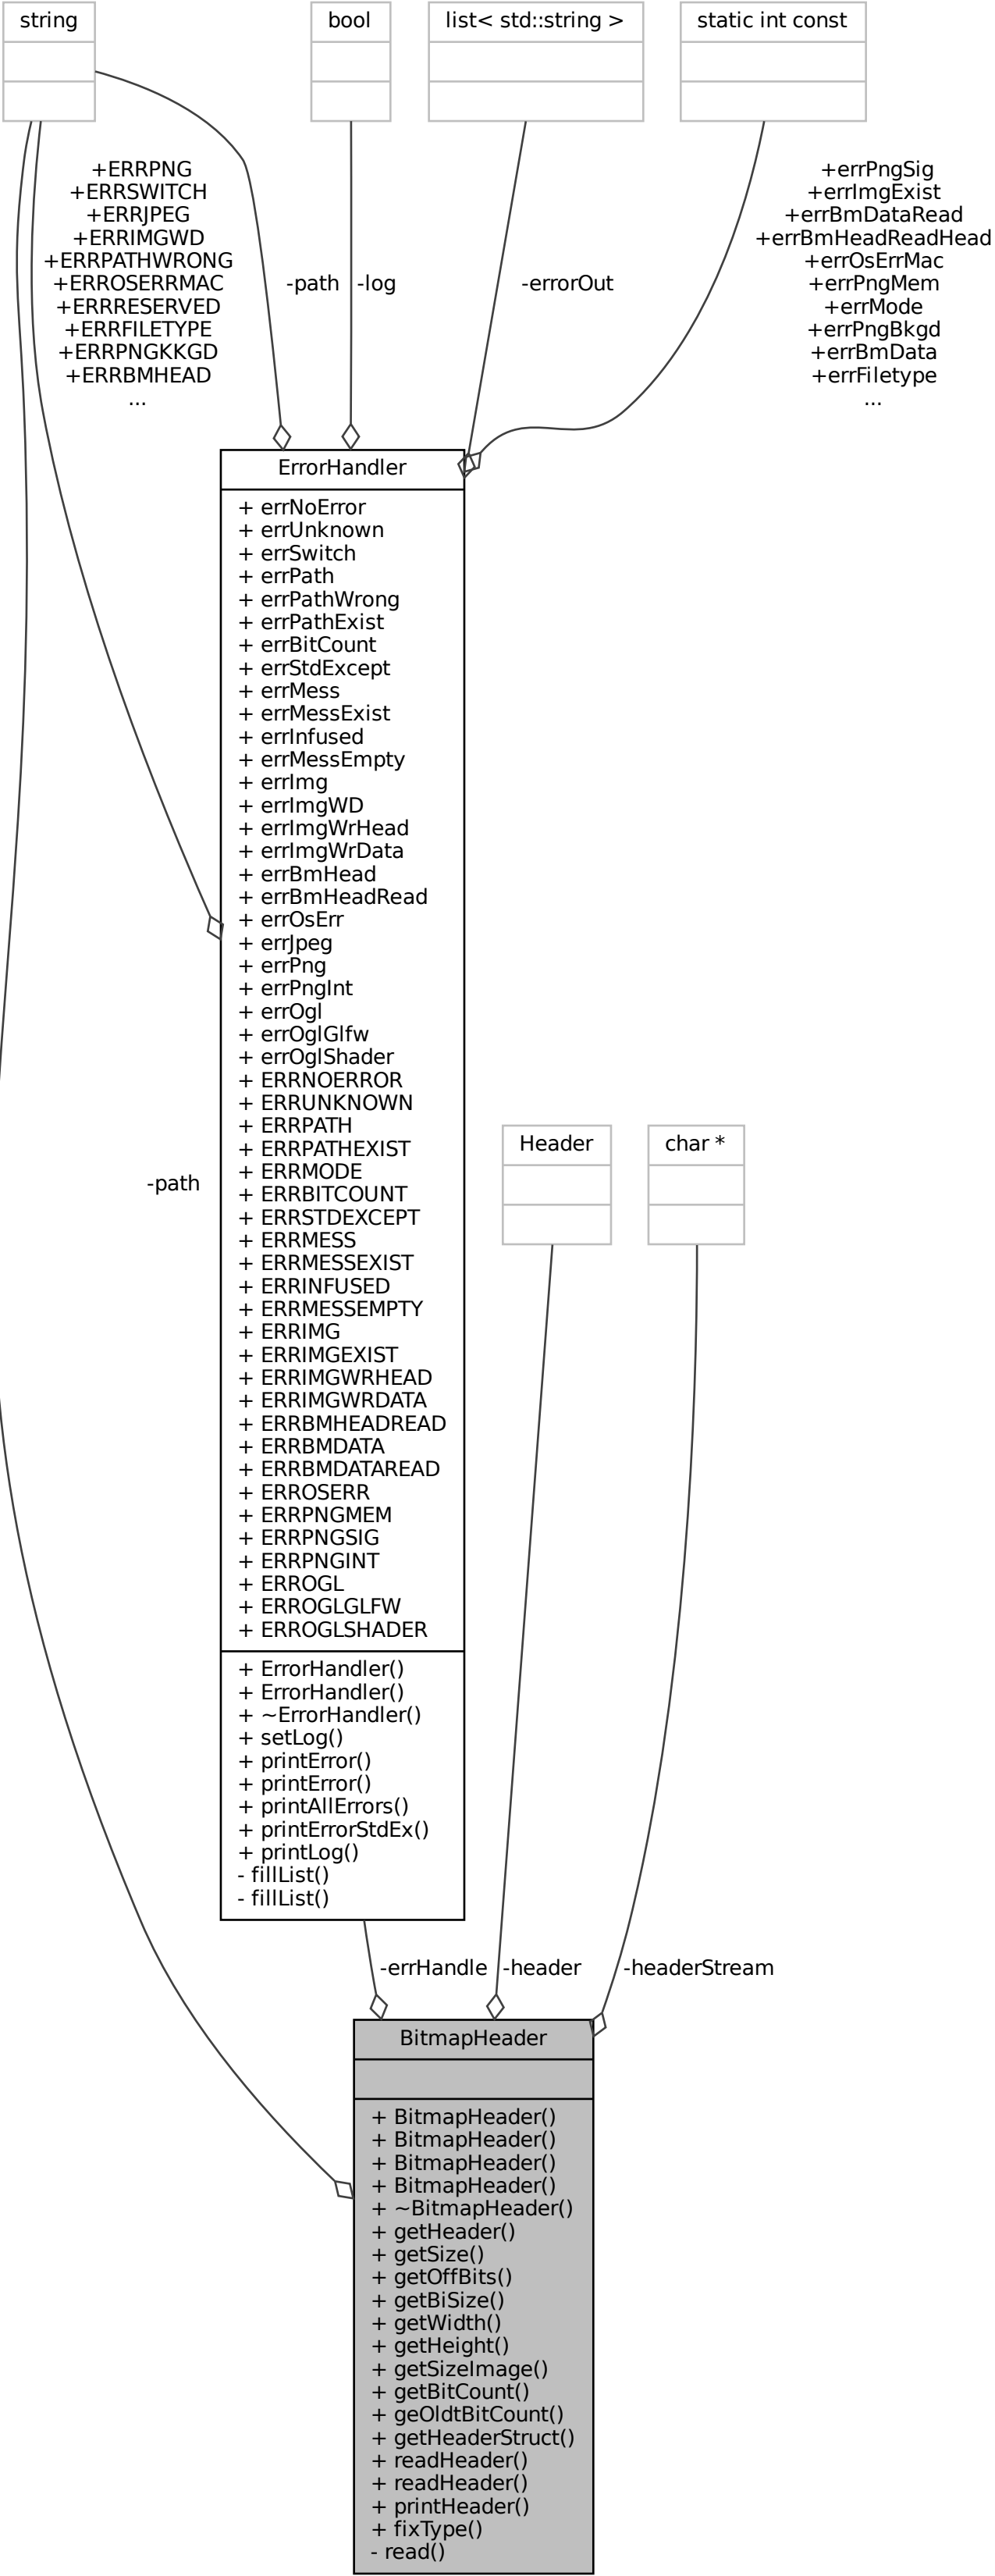 string
bool
list< std::string >
static int const
+ERRPNG
+ERRSWITCH
+ERRJPEG
+ERRIMGWD
+ERRPATHWRONG
+ERROSERRMAC
+ERRRESERVED
+ERRFILETYPE
+ERRPNGKKGD
+ERRBMHEAD
...
-path
-log
-errorOut
+errPngSig
+errImgExist
+errBmDataRead
+errBmHeadReadHead
+errOsErrMac
+errPngMem
+errMode
+errPngBkgd
+errBmData
+errFiletype
...
ErrorHandler
+ errNoError
+ errUnknown
+ errSwitch
+ errPath
+ errPathWrong
+ errPathExist
+ errBitCount
+ errStdExcept
+ errMess
+ errMessExist
+ errInfused
+ errMessEmpty
+ errImg
+ errImgWD
+ errImgWrHead
+ errImgWrData
+ errBmHead
+ errBmHeadRead
+ errOsErr
+ errJpeg
+ errPng
+ errPngInt
+ errOgl
+ errOglGlfw
+ errOglShader
+ ERRNOERROR
+ ERRUNKNOWN
+ ERRPATH
+ ERRPATHEXIST
+ ERRMODE
+ ERRBITCOUNT
+ ERRSTDEXCEPT
+ ERRMESS
+ ERRMESSEXIST
+ ERRINFUSED
+ ERRMESSEMPTY
+ ERRIMG
+ ERRIMGEXIST
+ ERRIMGWRHEAD
+ ERRIMGWRDATA
+ ERRBMHEADREAD
+ ERRBMDATA
+ ERRBMDATAREAD
+ ERROSERR
+ ERRPNGMEM
+ ERRPNGSIG
+ ERRPNGINT
+ ERROGL
+ ERROGLGLFW
+ ERROGLSHADER
+ ErrorHandler()
+ ErrorHandler()
+ ~ErrorHandler()
+ setLog()
+ printError()
+ printError()
+ printAllErrors()
+ printErrorStdEx()
+ printLog()
- fillList()
- fillList()
-path
Header
char *
-errHandle
-header
-headerStream
BitmapHeader
+ BitmapHeader()
+ BitmapHeader()
+ BitmapHeader()
+ BitmapHeader()
+ ~BitmapHeader()
+ getHeader()
+ getSize()
+ getOffBits()
+ getBiSize()
+ getWidth()
+ getHeight()
+ getSizeImage()
+ getBitCount()
+ geOldtBitCount()
+ getHeaderStruct()
+ readHeader()
+ readHeader()
+ printHeader()
+ fixType()
- read()